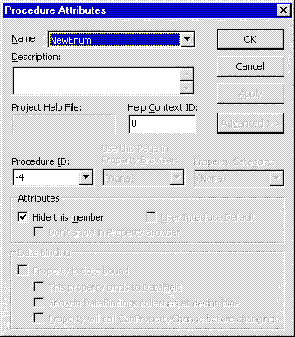 Procedure Attributes
Name: NewEnum
OK
Description:
Cancel
Apply
Project Help File:
Help Context ID:
0
Advanced >>
Use this Page in
Procedure ID:
Property Browser:
Property Category:
-4
(None)
(None)
Attributes
Hide this member
User Interface Default
Don't show in Property Browser
Data Binding
Property is data bound
This property binds to DataField
Show in DataBindings collection at design time
Property will call CanPropertyChange before changing